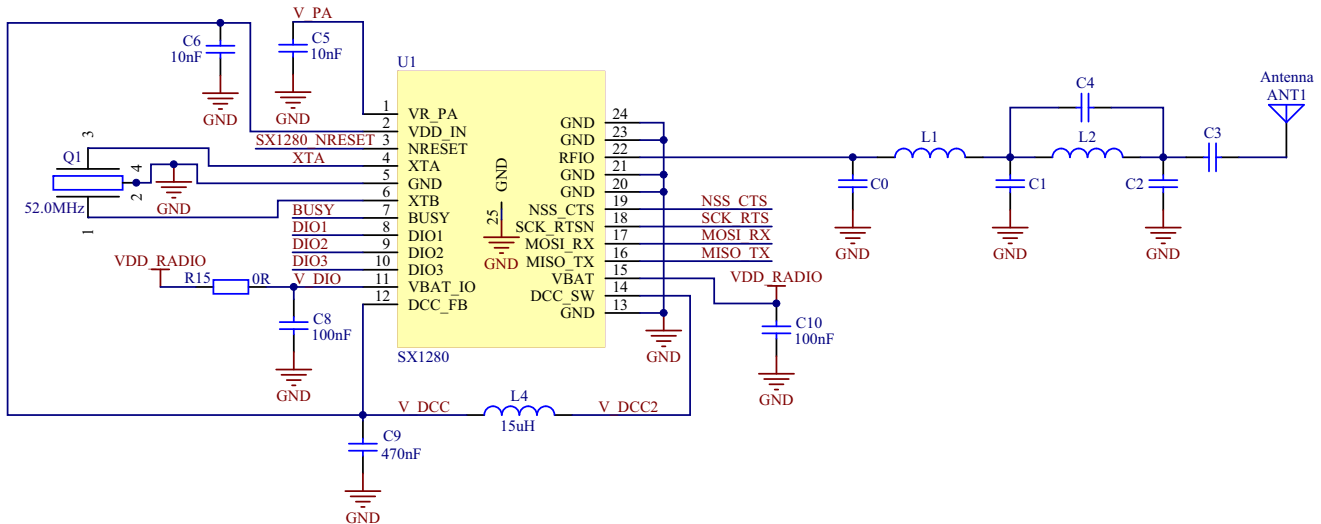 V_PA
C6
10nF
C5
10nF
GND
GND
U1
1
VR_PA
2
VDD_IN
SX1280_NRESET
3
NRESET
XTA
4
XTA
5
GND
6
XTB
BUSY
7
BUSY
DIO1
8
DIO1
DIO2
9
DIO2
DIO3
10
DIO3
V_DIO
11
VBAT_IO
12
DCC_FB
GND
25
GND
GND
24
GND
23
RFIO
22
GND
21
GND
20
NSS_CTS
19
NSS_CTS
SCK_RTSN
18
SCK_RTS
MOSI_RX
17
MOSI_RX
MISO_TX
16
MISO_TX
VBAT
15
DCC_SW
14
GND
13
SX1280
3
Q1
4
2
GND
52.0MHz
1
VDD_RADIO
R15
0R
C8
100nF
GND
VDD_RADIO
C10
100nF
GND
GND
V_DCC
L4
15uH
V_DCC2
C9
470nF
GND
L1
C4
L2
C3
Antenna
ANT1
C0
GND
C1
GND
C2
GND